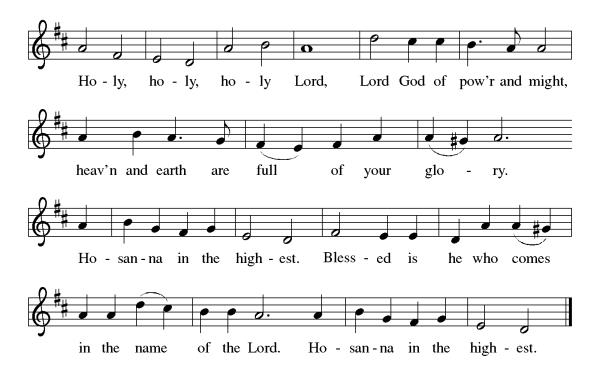 Ho - ly, ho - ly, ho - ly Lord, Lord God of pow'r and might,
heav'n and earth are full of your glo - ry.
Ho - san - na in the high - est. Bless - ed is he who comes
in the name of the Lord. Ho - san - na in the high - est.